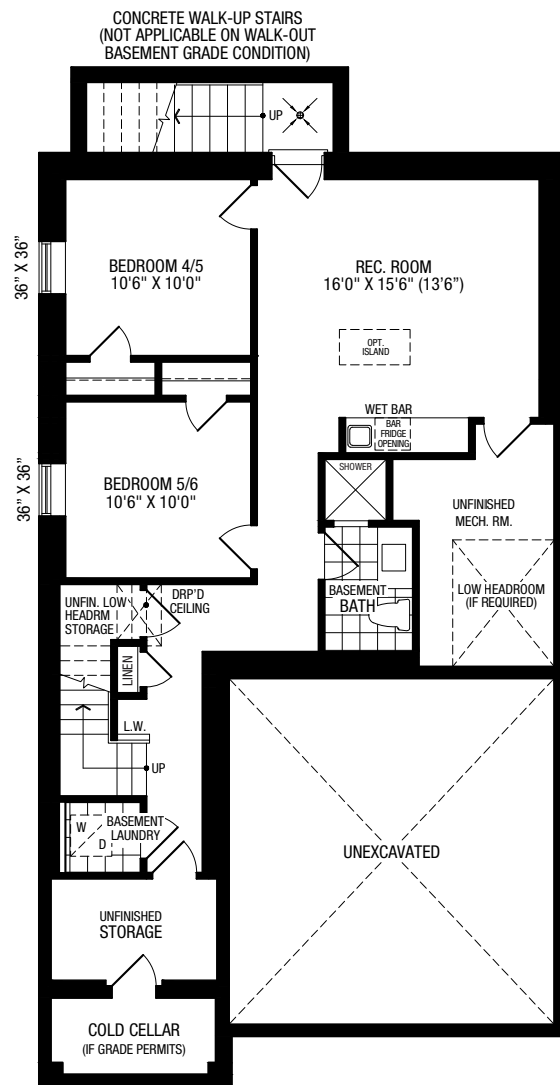 CONCRETE WALK-UP STAIRS
(NOT APPLICABLE ON WALK-OUT
BASEMENT GRADE CONDITION)
UP
36" X 36"
BEDROOM 4/5
10'6" X 10'0"
REC. ROOM
16'0" X 15'6" (13'6")
OPT.
ISLAND
WET BAR
BAR
FRIDGE
OPENING
36" X 36"
BEDROOM 5/6
10'6" X 10'0"
SHOWER
UNFINISHED
MECH. RM.
BASEMENT
BATH
LOW HEADROOM
(IF REQUIRED)
UNFIN. LOW
HEADRM
STORAGE
DRP'D
CEILING
LINEN
L.W.
UP
W
D
BASEMENT
LAUNDRY
UNEXCAVATED
UNFINISHED
STORAGE
COLD CELLAR
(IF GRADE PERMITS)